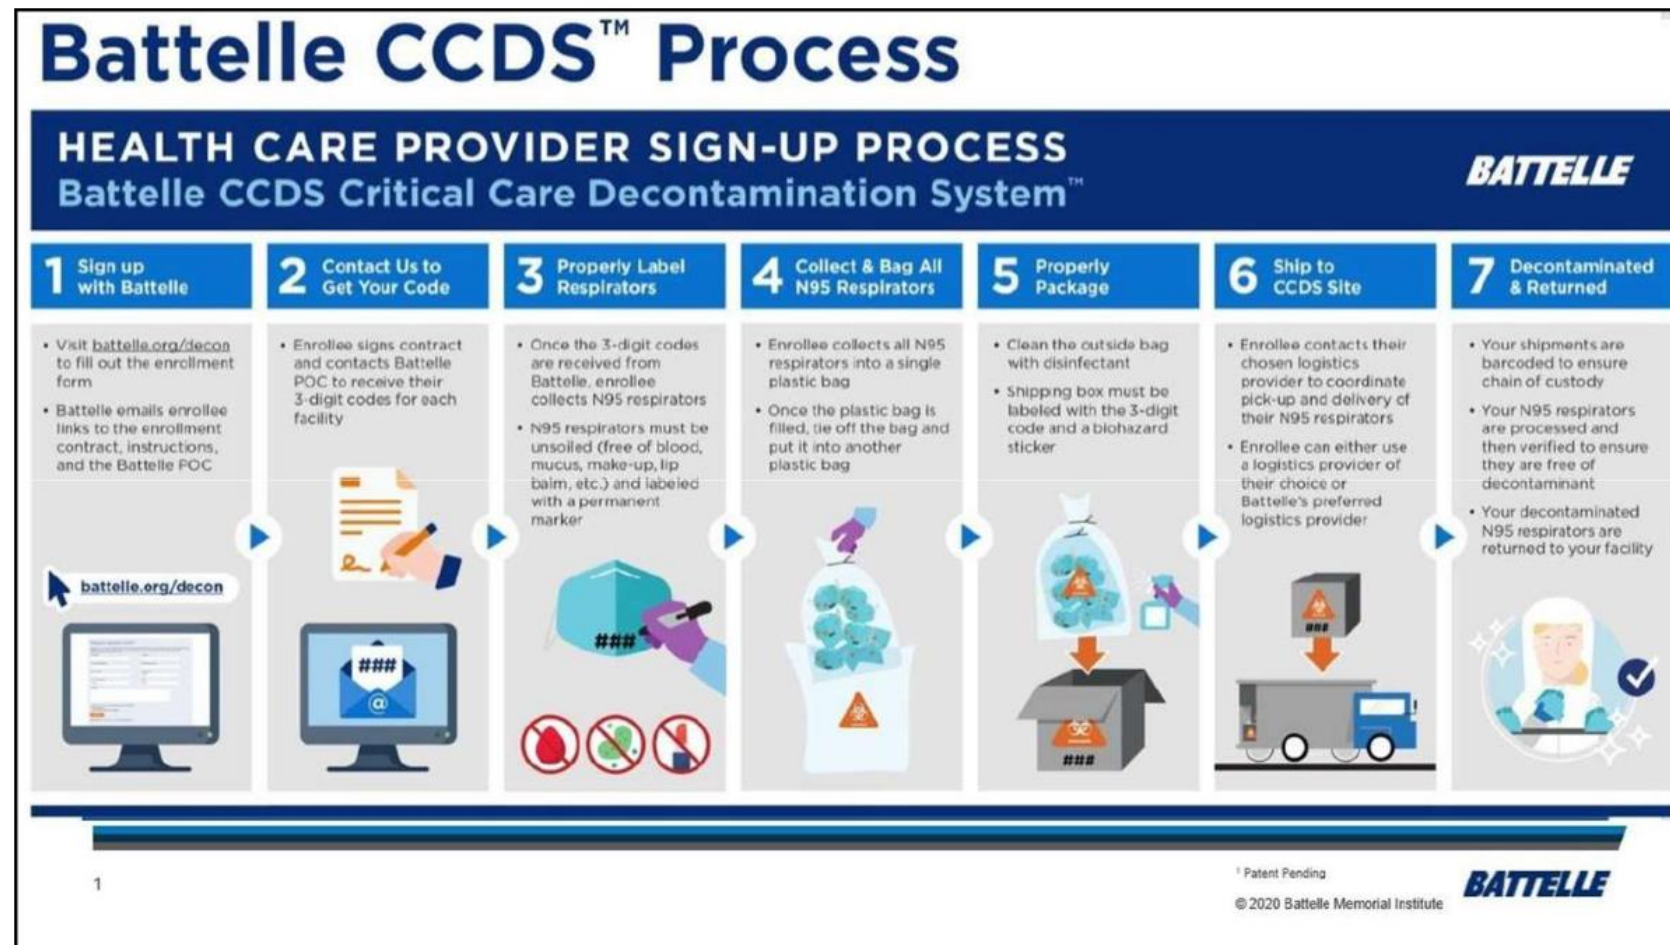 Battelle CCDS™ Process
HEALTH CARE PROVIDER SIGN-UP PROCESS
Battelle CCDS Critical Care Decontamination System™
BATTELLE
1 Sign up
with Battelle
• Visit battelle.org/decon
to fill out the enrollment
form
• Battelle emails enrollee
links to the enrollment
contract, instructions,
and the Battelle POC
battelle.org/decon
2 Contact Us to
Get Your Code
• Enrollee signs contract
and contacts Battelle
POC to receive their
3-digit codes for each
facility
###
@
3 Properly Label
Respirators
• Once the 3-digit codes
are received from
Battelle, enrollee
collects N95 respirators
• N95 respirators must be
unsoiled (free of blood,
mucus, make-up, lip
balm, etc.) and labeled
with a permanent
marker
###
4 Collect & Bag All
N95 Respirators
• Enrollee collects all N95
respirators into a single
plastic bag
• Once the plastic bag is
filled, tie off the bag and
put it into another
plastic bag
5 Properly
Package
• Clean the outside bag
with disinfectant
• Shipping box must be
labeled with the 3-digit
code and a biohazard
sticker
###
6 Ship to
CCDS Site
• Enrollee contacts their
chosen logistics
provider to coordinate
pick-up and delivery of
their N95 respirators
• Enrollee can either use
a logistics provider of
their choice or
Battelle's preferred
logistics provider
###
7 Decontaminated
& Returned
• Your shipments are
barcoded to ensure
chain of custody
• Your N95 respirators
are processed and
then verified to ensure
they are free of
decontaminant
• Your decontaminated
N95 respirators are
returned to your facility
1
¹ Patent Pending
© 2020 Battelle Memorial Institute
BATTELLE